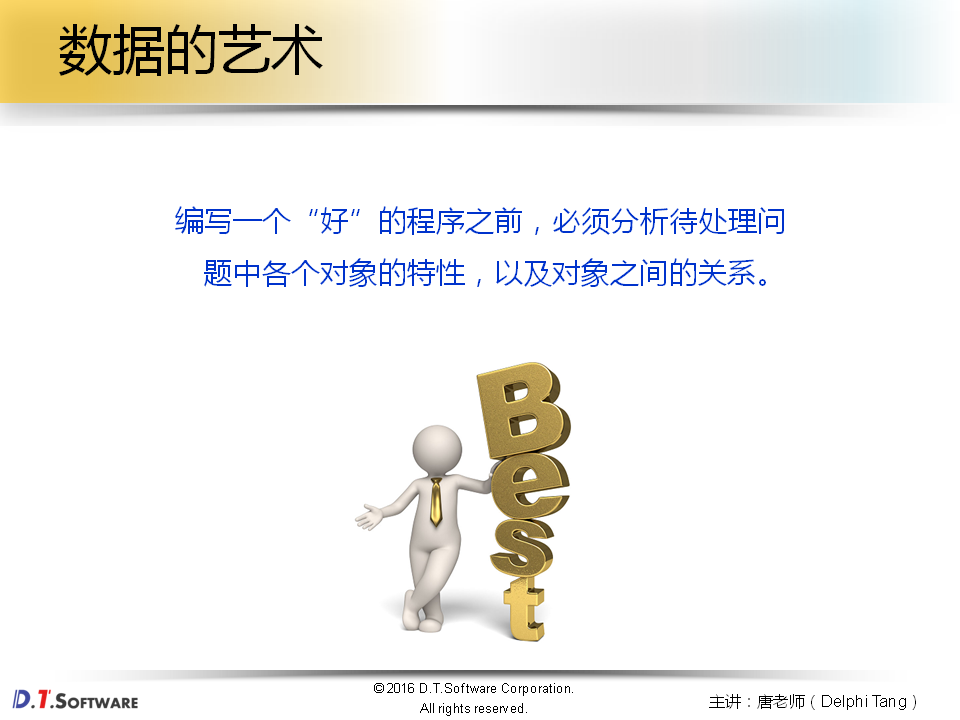 数据的艺术
编写一个“好”的程序之前，必须分析待处理问
题中各个对象的特性，以及对象之间的关系。
Best
D.T.SOFTWARE
©2016 D.T.Software Corporation.
All rights reserved.
主讲：唐老师（Delphi Tang）